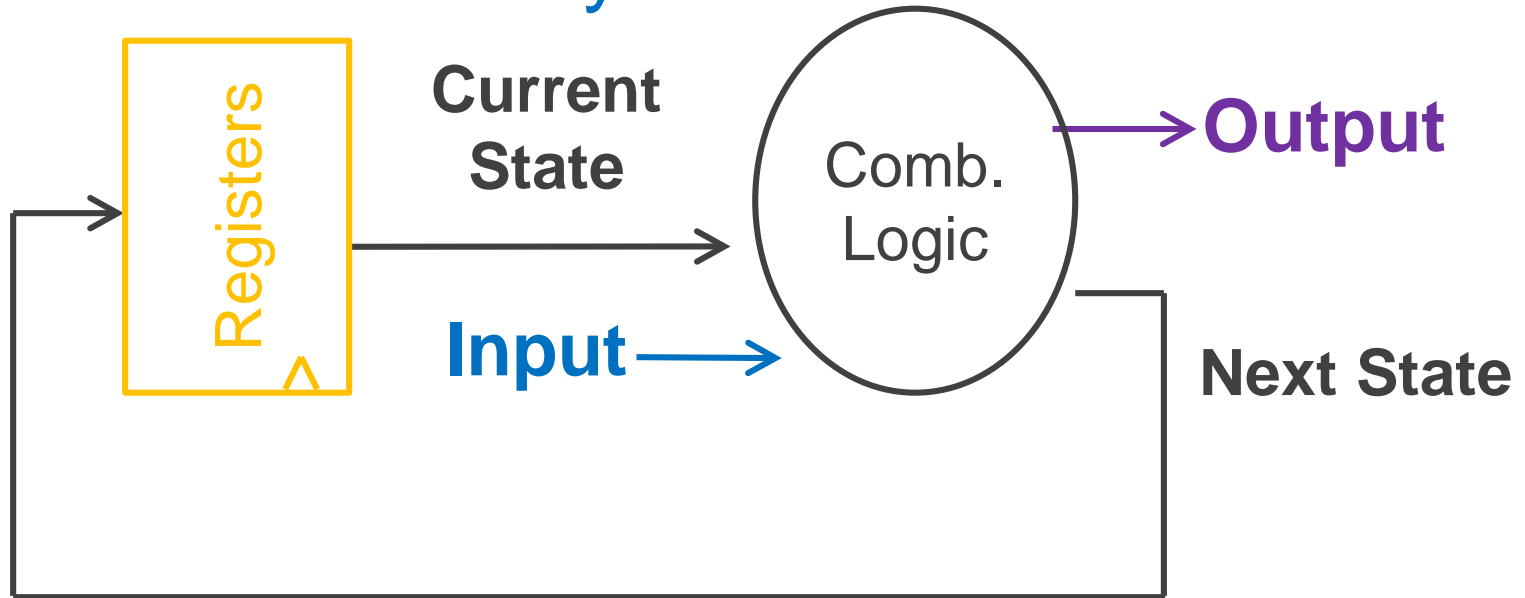 Registers
Current
State
Input
Comb.
Logic
Output
Next State